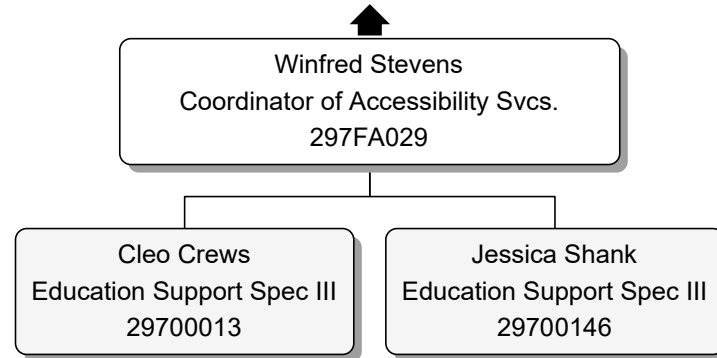 Winfred Stevens
Coordinator of Accessibility Svcs.
297FA029
Cleo Crews
Education Support Spec III
29700013
Jessica Shank
Education Support Spec III
29700146